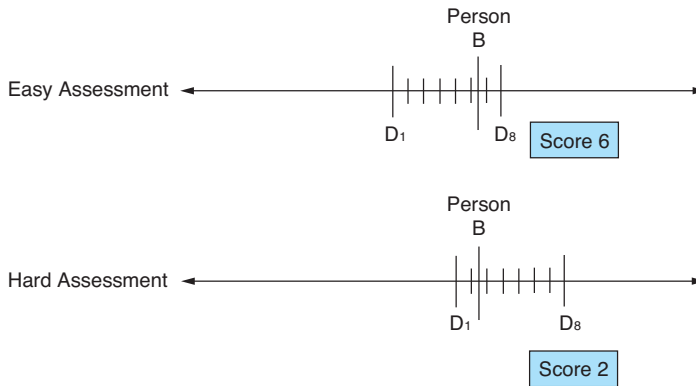 Person
B
Easy Assessment
D₁
D₈
Score 6
Person
B
Hard Assessment
D₁
D₈
Score 2